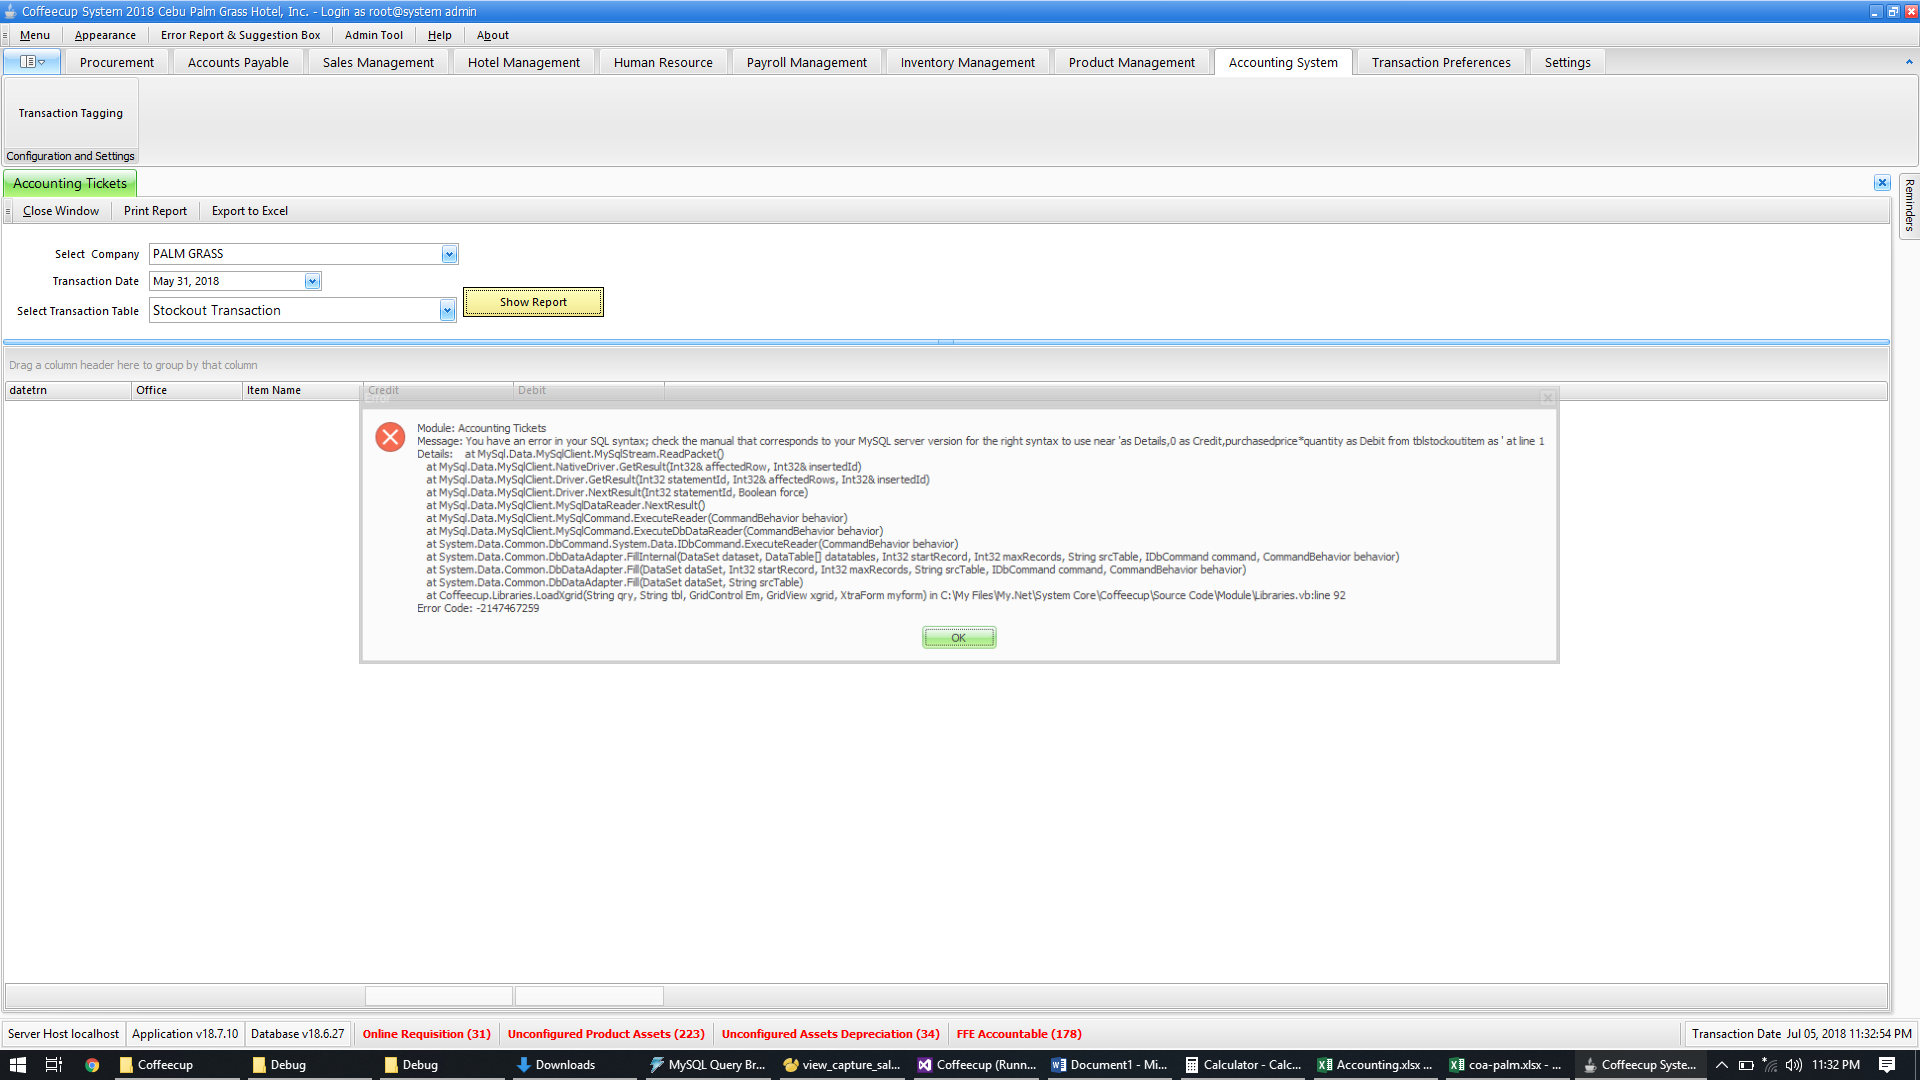 Coffeecup System 2018 Cebu Palm Grass Hotel, Inc. - Login as root@system admin
Menu Appearance Error Report & Suggestion Box Admin Tool Help About
Procurement Accounts Payable Sales Management Hotel Management Human Resource Payroll Management Inventory Management Product Management Accounting System Transaction Preferences Settings
Transaction Tagging
Configuration and Settings
Accounting Tickets
Reminders
Close Window Print Report Export to Excel
Select Company PALM GRASS
Transaction Date May 31, 2018
Select Transaction Table Stockout Transaction
Show Report
Drag a column header here to group by that column
datetrn Office Item Name Credit Debit
Error
Module: Accounting Tickets
Message: You have an error in your SQL syntax; check the manual that corresponds to your MySQL server version for the right syntax to use near 'as Details,0 as Credit,purchasedprice*quantity as Debit from tblstockoutitem as ' at line 1
Details: at MySql.Data.MySqlClient.MySqlStream.ReadPacket()
at MySql.Data.MySqlClient.NativeDriver.GetResult(Int32& affectedRow, Int32& insertedId)
at MySql.Data.MySqlClient.Driver.GetResult(Int32 statementId, Int32& affectedRows, Int32& insertedId)
at MySql.Data.MySqlClient.Driver.NextResult(Int32 statementId, Boolean force)
at MySql.Data.MySqlClient.MySqlDataReader.NextResult()
at MySql.Data.MySqlClient.MySqlCommand.ExecuteReader(CommandBehavior behavior)
at MySql.Data.MySqlClient.MySqlCommand.ExecuteDbDataReader(CommandBehavior behavior)
at System.Data.Common.DbCommand.System.Data.IDbCommand.ExecuteReader(CommandBehavior behavior)
at System.Data.Common.DbDataAdapter.FillInternal(DataSet dataset, DataTable[] datatables, Int32 startRecord, Int32 maxRecords, String srcTable, IDbCommand command, CommandBehavior behavior)
at System.Data.Common.DbDataAdapter.Fill(DataSet dataSet, Int32 startRecord, Int32 maxRecords, String srcTable, IDbCommand command, CommandBehavior behavior)
at System.Data.Common.DbDataAdapter.Fill(DataSet dataSet, String srcTable)
at Coffeecup.Libraries.LoadXgrid(String qry, String tbl, GridControl Em, GridView xgrid, XtraForm myform) in C:\My Files\My.Net\System Core\Coffeecup\Source Code\Module\Libraries.vb:line 92
Error Code: -2147467259
OK
Server Host localhost Application v18.7.10 Database v18.6.27 Online Requisition (31) Unconfigured Product Assets (223) Unconfigured Assets Depreciation (34) FFE Accountable (178) Transaction Date Jul 05, 2018 11:32:54 PM
Coffeecup Debug Debug Downloads MySQL Query Br... view_capture_sal... Coffeecup (Runn... Document1 - Mi... Calculator - Calc... Accounting.xlsx ... coa-palm.xlsx - ... Coffeecup Syste... 11:32 PM